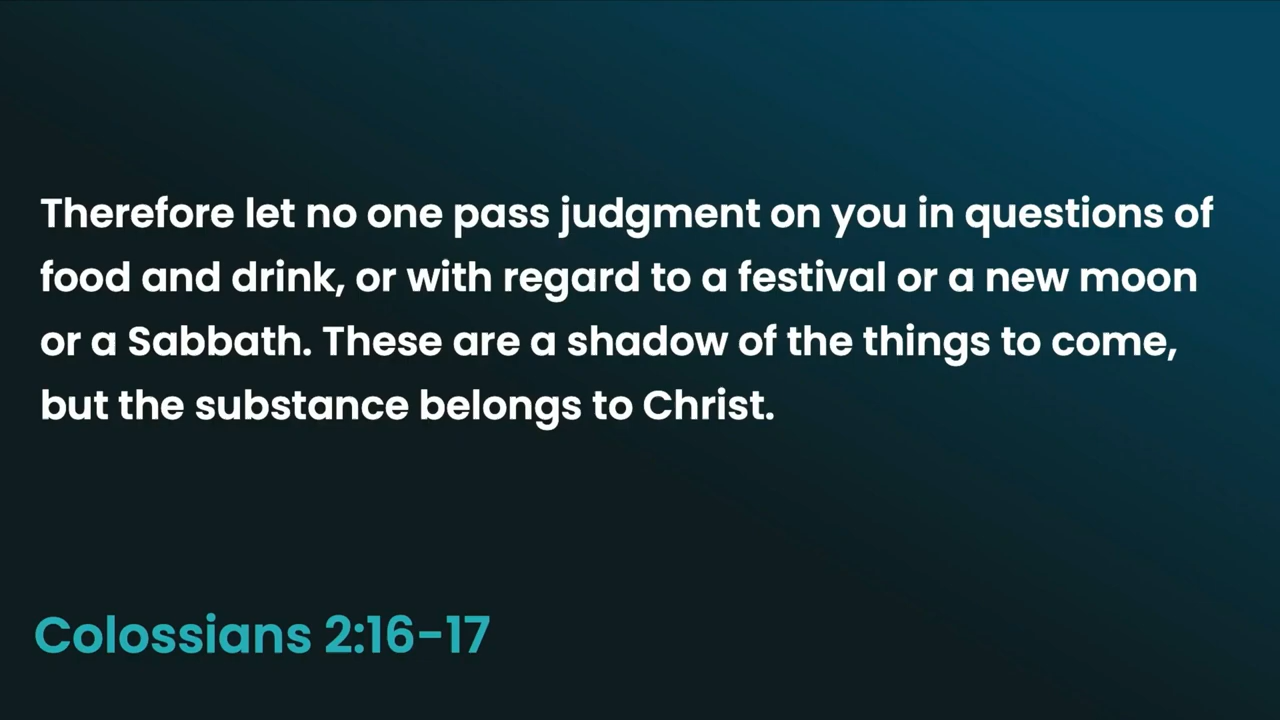 Therefore let no one pass judgment on you in questions of
food and drink, or with regard to a festival or a new moon
or a Sabbath. These are a shadow of the things to come,
but the substance belongs to Christ.
Colossians 2:16-17